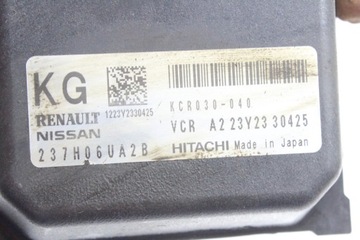 KG
KCR030-040
RENAULT
1223Y2330425
NISSAN
VCR A2 23Y23 30425
237H06UA2B
HITACHI Made in Japan